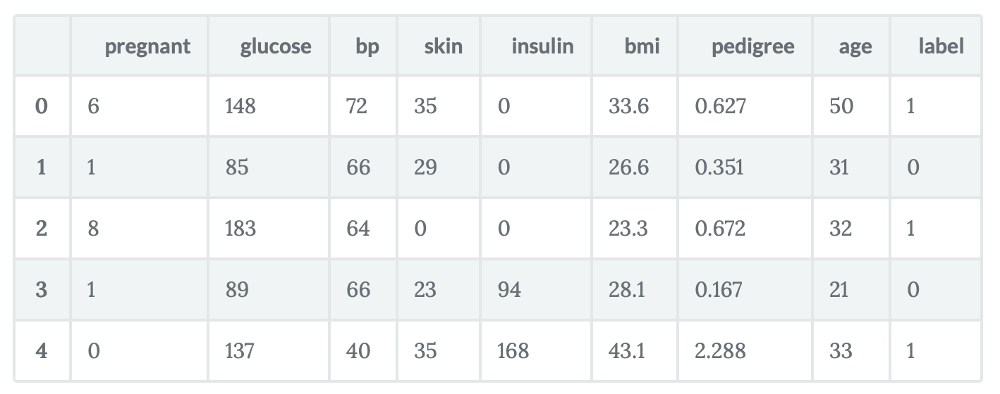 pregnant glucose bp skin insulin bmi pedigree age label
0 6 148 72 35 0 33.6 0.627 50 1
1 1 85 66 29 0 26.6 0.351 31 0
2 8 183 64 0 0 23.3 0.672 32 1
3 1 89 66 23 94 28.1 0.167 21 0
4 0 137 40 35 168 43.1 2.288 33 1